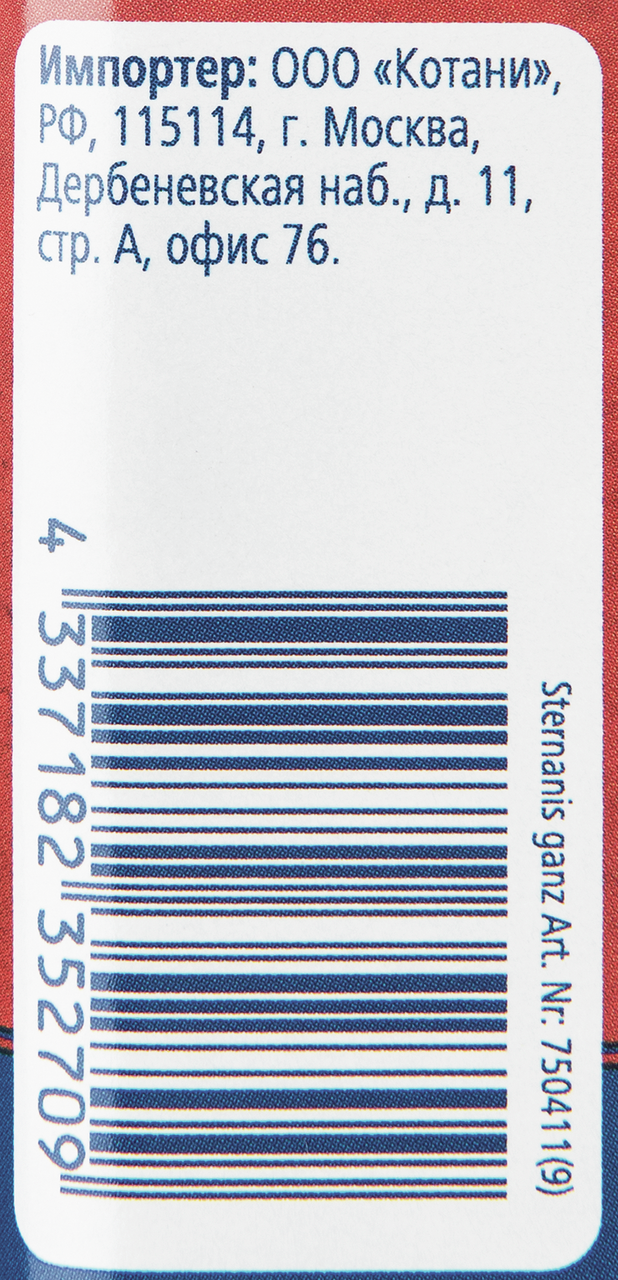 Импортер: ООО «Котани»,
РФ, 115114, г. Москва,
Дербеневская наб., д. 11,
стр. А, офис 76.
4 337182 352709
Sternanis ganz Art. Nr: 750411(9)